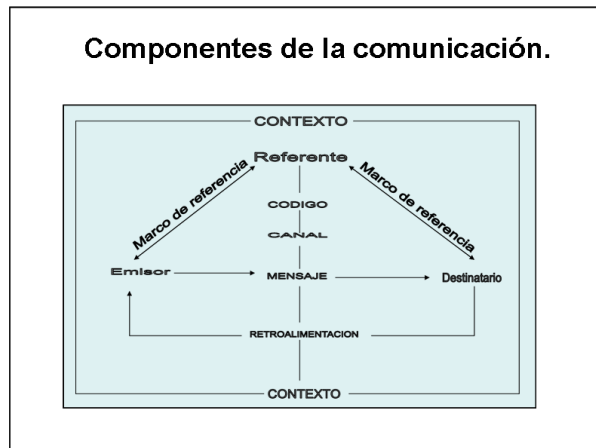 Componentes de la comunicación.
CONTEXTO
Referente
Marco de referencia
Marco de referencia
CODIGO
CANAL
Emisor
MENSAJE
Destinatario
RETROALIMENTACION
CONTEXTO